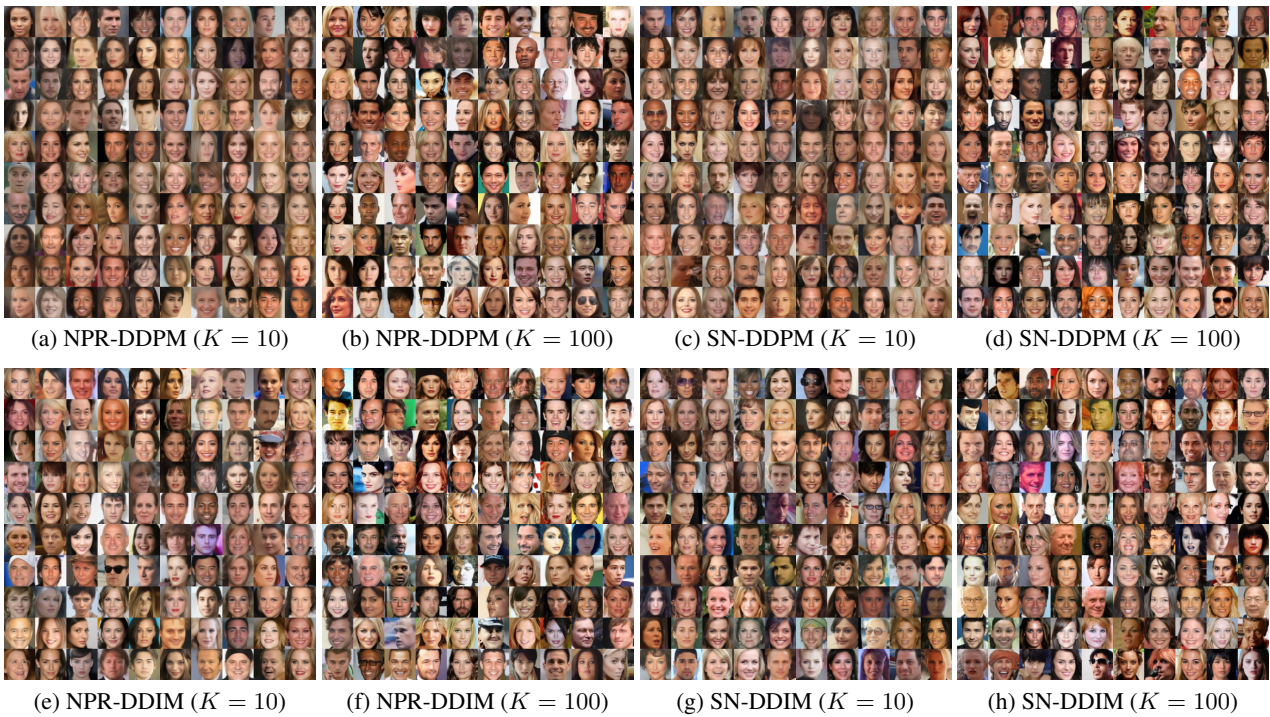 (a) NPR-DDPM (K = 10)
(b) NPR-DDPM (K = 100)
(c) SN-DDPM (K = 10)
(d) SN-DDPM (K = 100)
(e) NPR-DDIM (K = 10)
(f) NPR-DDIM (K = 100)
(g) SN-DDIM (K = 10)
(h) SN-DDIM (K = 100)